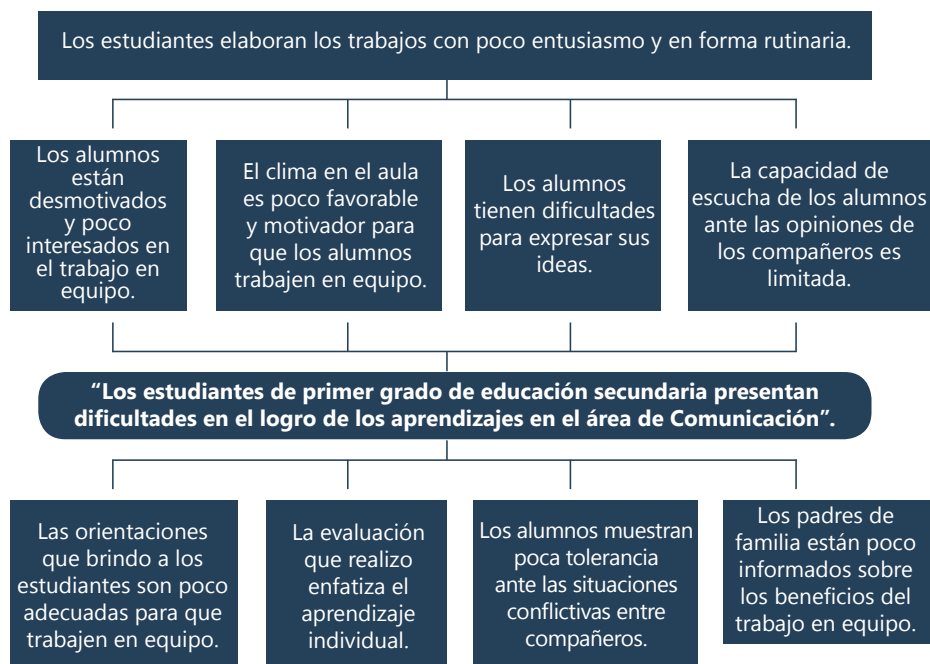 Los estudiantes elaboran los trabajos con poco entusiasmo y en forma rutinaria.
Los alumnos
están
desmotivados
y poco
interesados en
el trabajo en
equipo.
El clima en el aula
es poco favorable
y motivador para
que los alumnos
trabajen en equipo.
Los alumnos
tienen dificultades
para expresar sus
ideas.
La capacidad de
escucha de los alumnos
ante las opiniones de
los compañeros es
limitada.
“Los estudiantes de primer grado de educación secundaria presentan
dificultades en el logro de los aprendizajes en el área de Comunicación”.
Las orientaciones
que brindo a los
estudiantes son poco
adecuadas para que
trabajen en equipo.
La evaluación
que realizo
enfatiza el
aprendizaje
individual.
Los alumnos muestran
poca tolerancia
ante las situaciones
conflictivas entre
compañeros.
Los padres de
familia están poco
informados sobre
los beneficios del
trabajo en equipo.